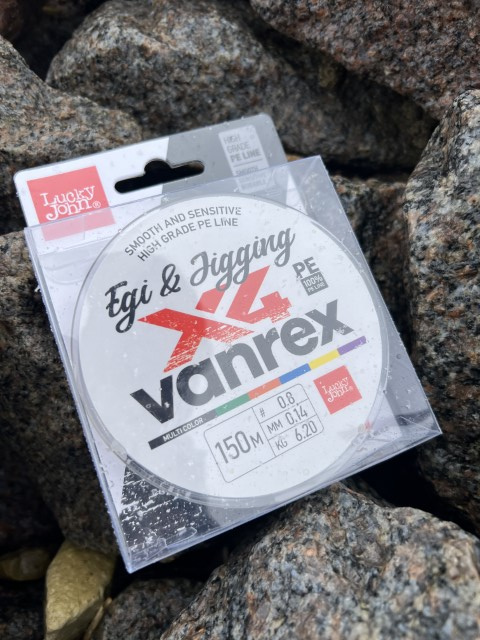 HIGH
GRADE
PE LINE
SMOOTH
Lucky
John®
SMOOTH AND SENSITIVE
HIGH GRADE PE LINE
Egi & Jigging
X4
PE
100%
PE LINE
vanrex
MULTI COLOR
150M
# 0.8
MM 0.14
KG 6.20
Lucky
John